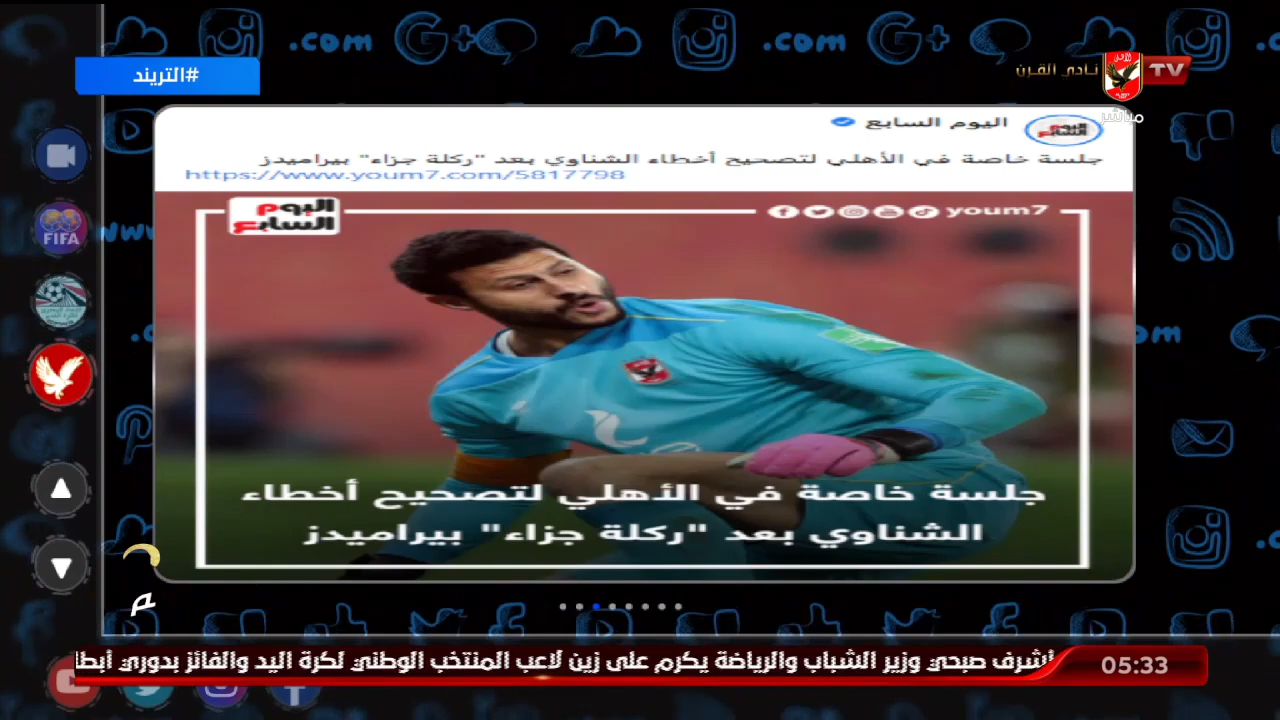 #التريند
نادي القرن
TV
مباشر
اليوم السابع
جلسة خاصة في الأهلي لتصحيح أخطاء الشناوي بعد "ركلة جزاء" بيراميدز
https://www.youm7.com/5817798
اليوم السابع
youm7
جلسة خاصة في الأهلي لتصحيح أخطاء
الشناوي بعد "ركلة جزاء" بيراميدز
FIFA
.com
G+
.com
G+
www
.com
أشرف صبحي وزير الشباب والرياضة يكرم على زين لاعب المنتخب الوطني لكرة اليد والفائز بدوري أبطا
05:33